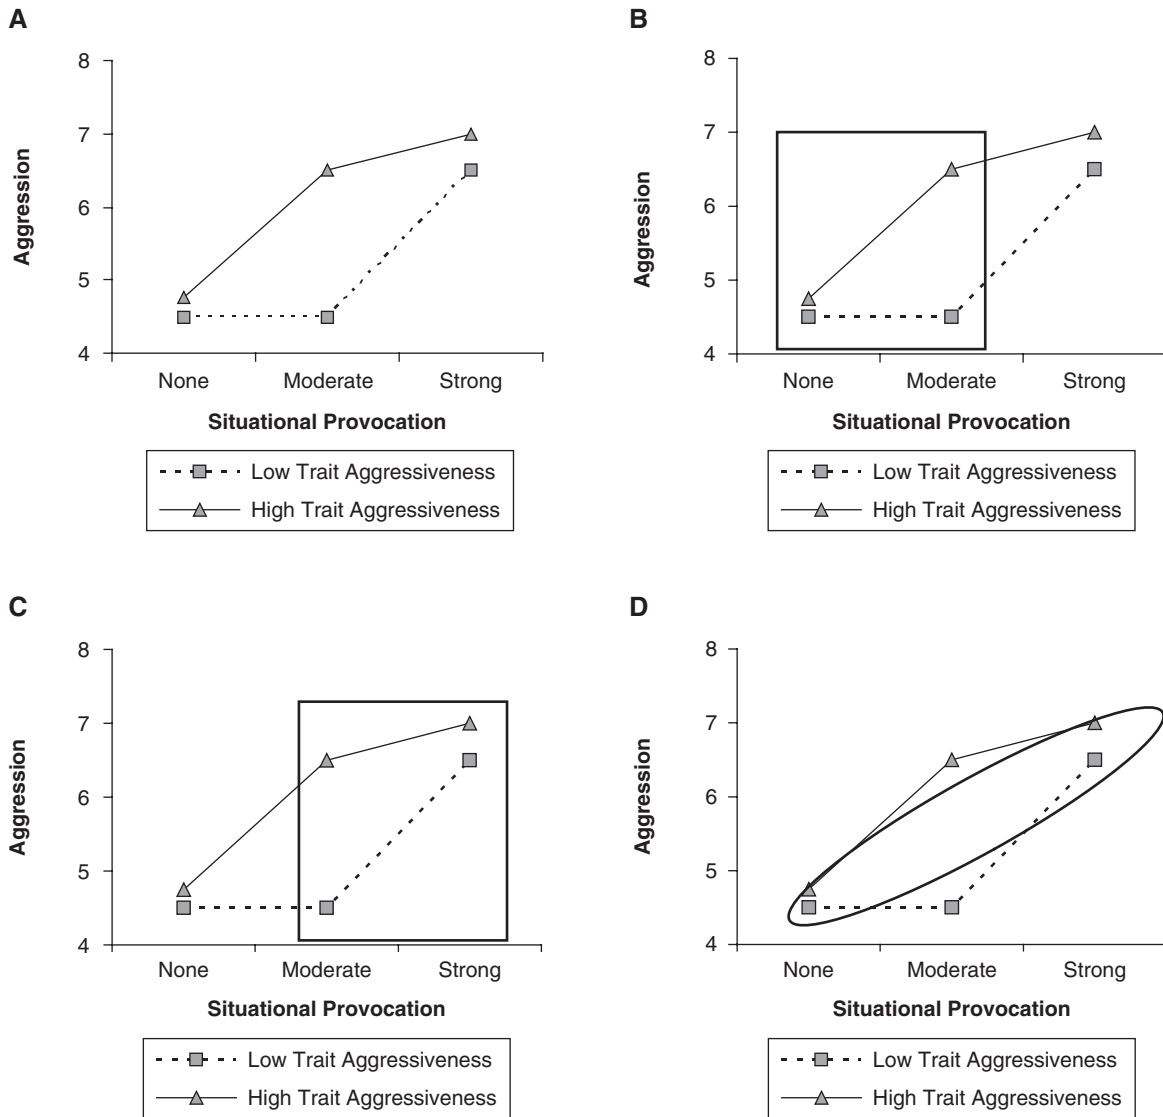 A
8
7
6
5
4
Aggression
None Moderate Strong
Situational Provocation
Low Trait Aggressiveness
High Trait Aggressiveness
B
8
7
6
5
4
Aggression
None Moderate Strong
Situational Provocation
Low Trait Aggressiveness
High Trait Aggressiveness
C
8
7
6
5
4
Aggression
None Moderate Strong
Situational Provocation
Low Trait Aggressiveness
High Trait Aggressiveness
D
8
7
6
5
4
Aggression
None Moderate Strong
Situational Provocation
Low Trait Aggressiveness
High Trait Aggressiveness